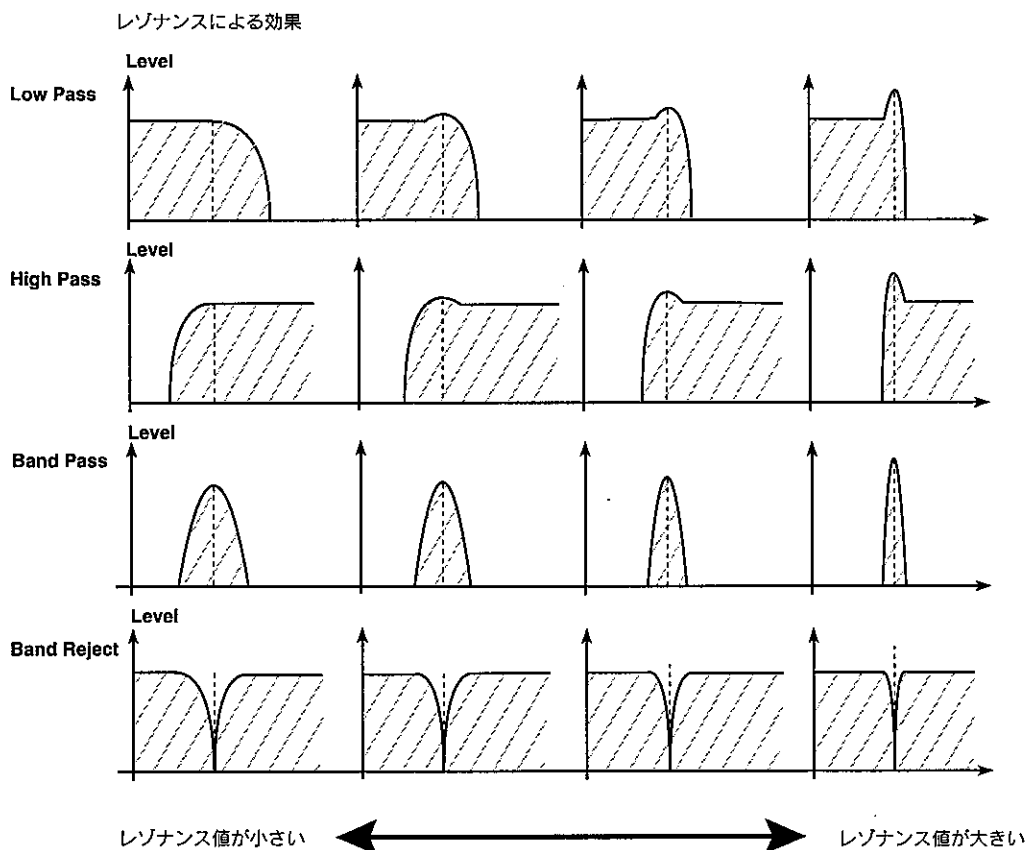 レゾナンスによる効果
Level
Low Pass
Level
High Pass
Level
Band Pass
Level
Band Reject
レゾナンス値が小さい
レゾナンス値が大きい